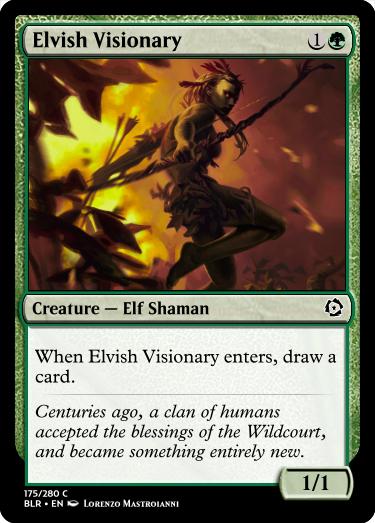 Elvish Visionary 1
Creature — Elf Shaman
When Elvish Visionary enters, draw a
card.
Centuries ago, a clan of humans
accepted the blessings of the Wildcourt,
and became something entirely new.
1/1
175/280 C
BLR • EN Lorenzo Mastroianni